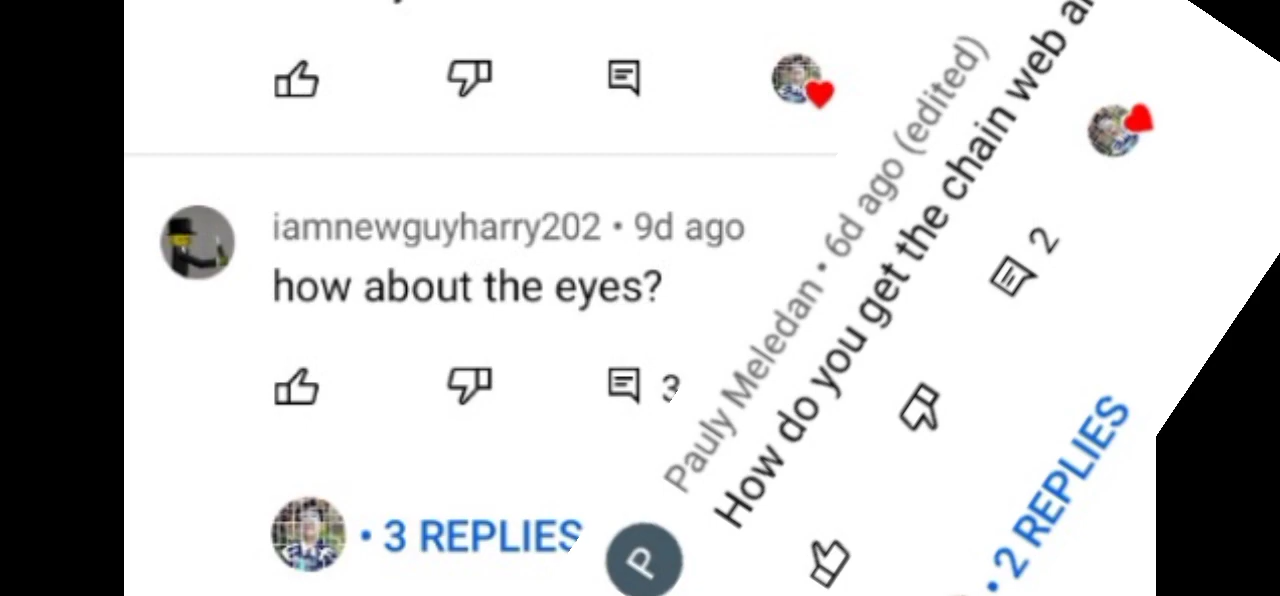 iamnewguyharry202 • 9d ago
how about the eyes?
3
• 3 REPLIES
Pauly Meledan • 6d ago (edited)
How do you get the chain web
2
P
• 2 REPLIES